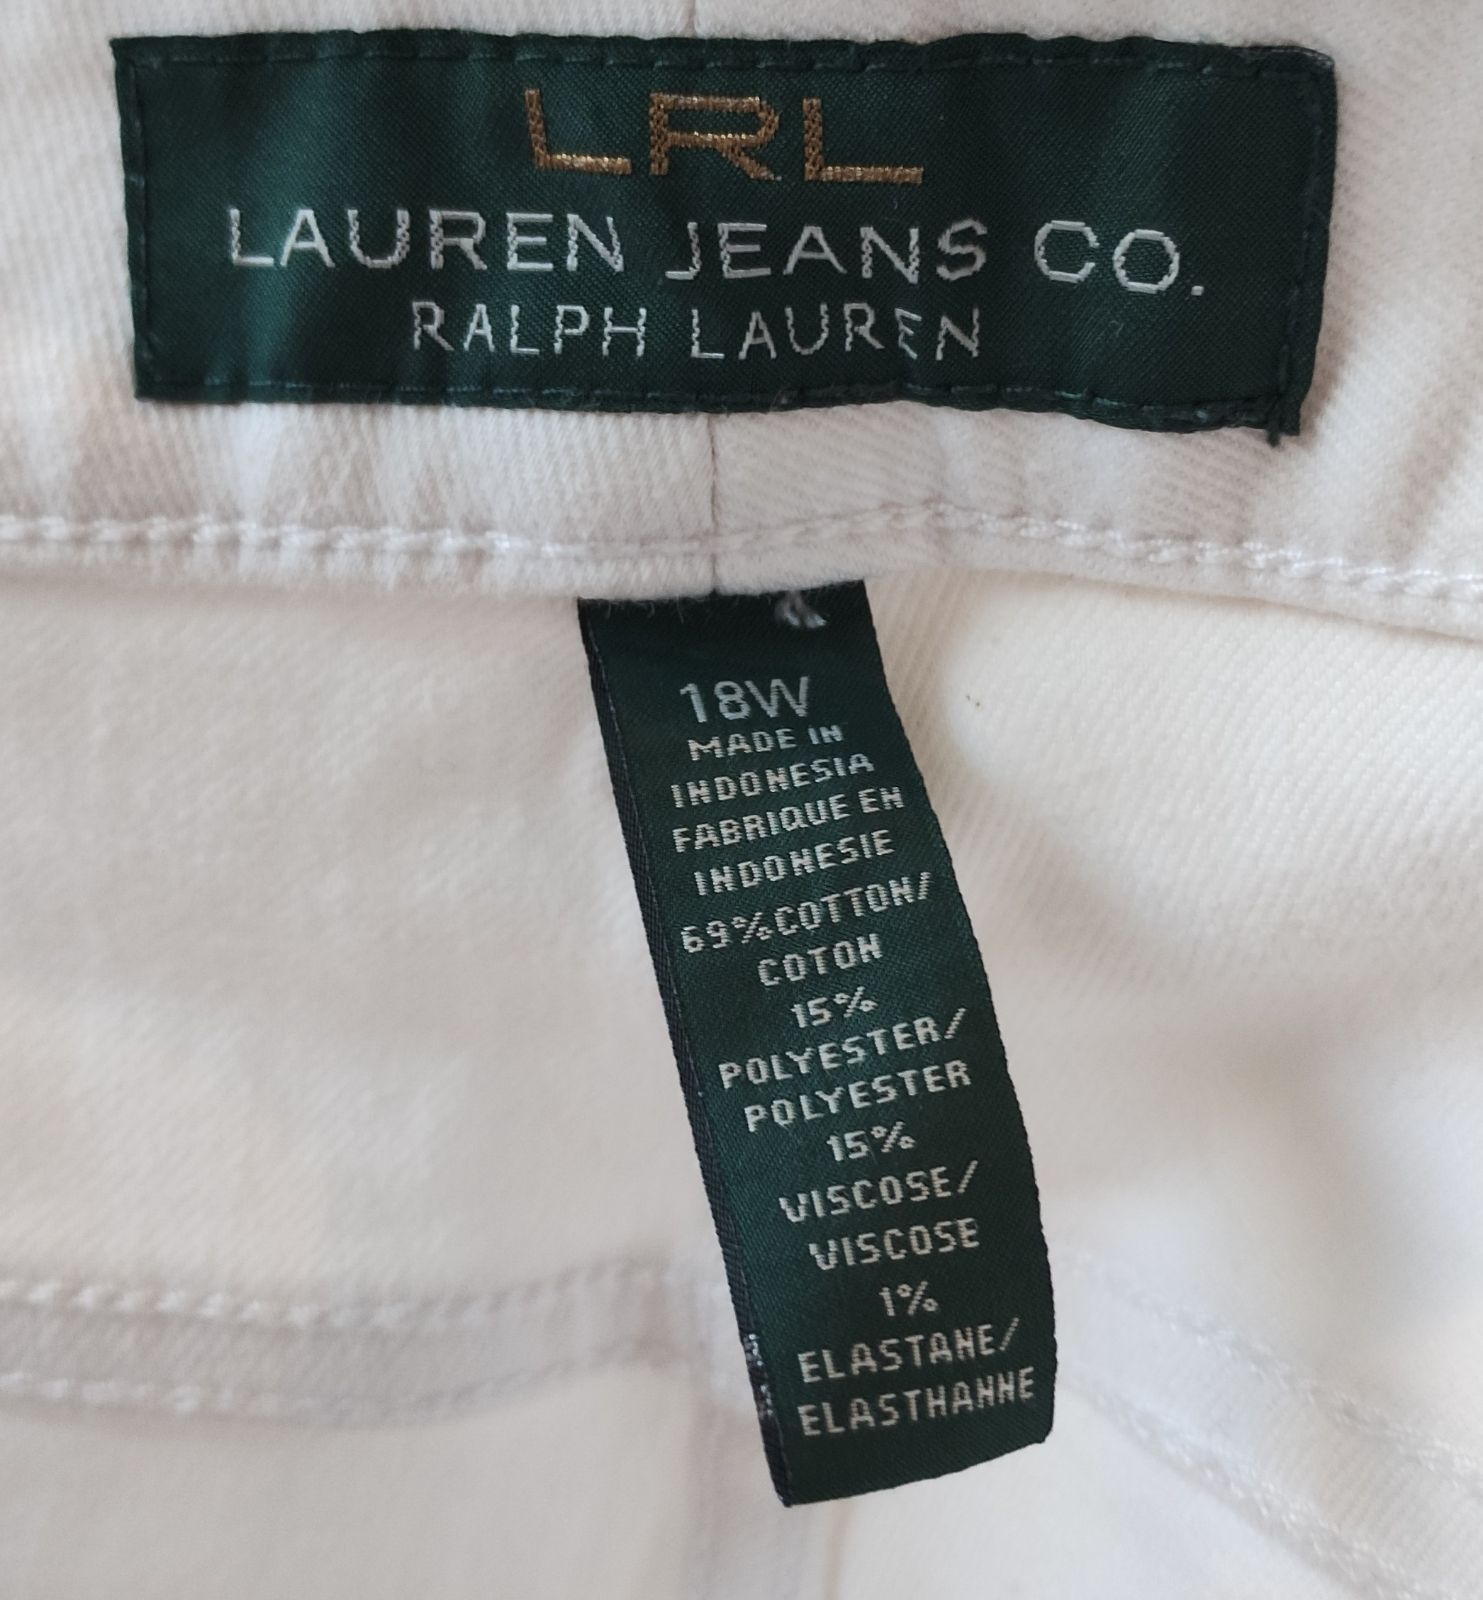 LRL
LAUREN JEANS CO.
RALPH LAUREN
18W
MADE IN
INDONESIA
FABRIQUE EN
INDONESIE
69% COTTON/
COTON
15%
POLYESTER/
POLYESTER
15%
VISCOSE/
VISCOSE
1%
ELASTANE/
ELASTHANNE